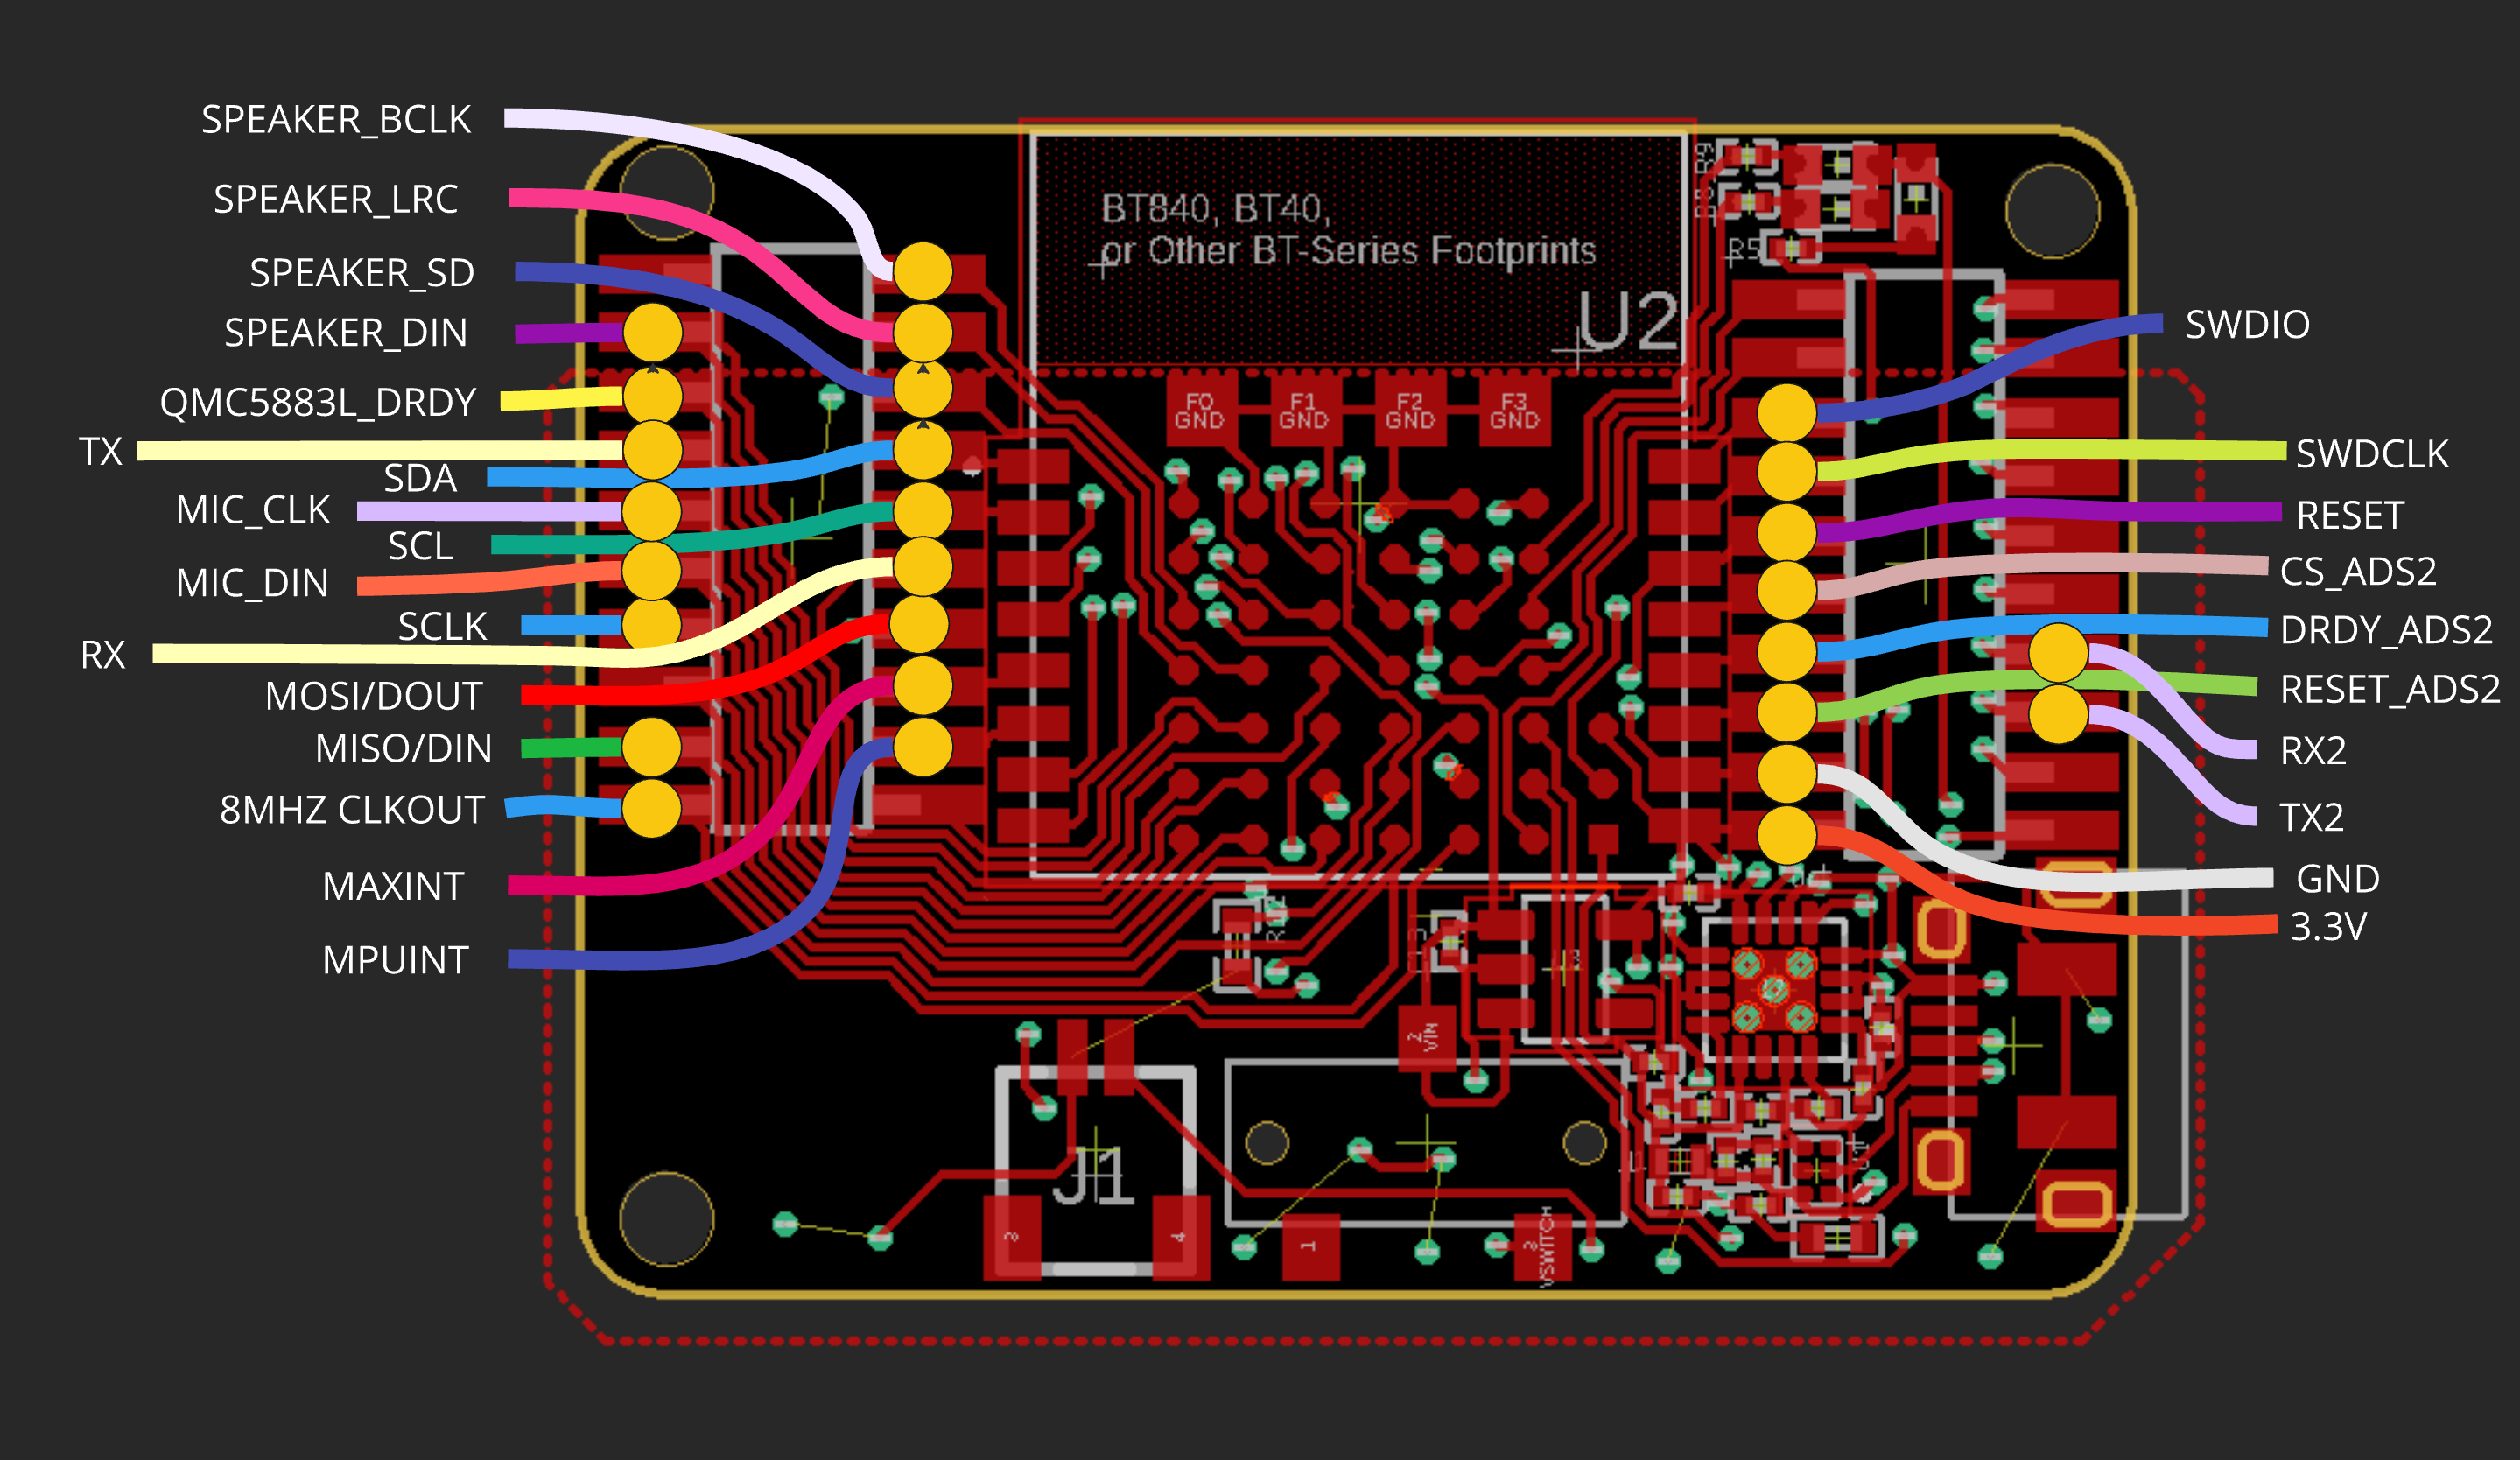 SPEAKER_BCLK
SPEAKER_LRC
SPEAKER_SD
SPEAKER_DIN
QMC5883L_DRDY
TX
SDA
MIC_CLK
SCL
MIC_DIN
SCLK
RX
MOSI/DOUT
MISO/DIN
8MHZ CLKOUT
MAXINT
MPUINT
BT840, BT40,
or Other BT-Series Footprints
U2
R9
R5
F0
GND
F1
GND
F2
GND
F3
GND
2
VIN
J1
3
4
1
3
VSWITCH
SWDIO
SWDCLK
RESET
CS_ADS2
DRDY_ADS2
RESET_ADS2
RX2
TX2
GND
3.3V